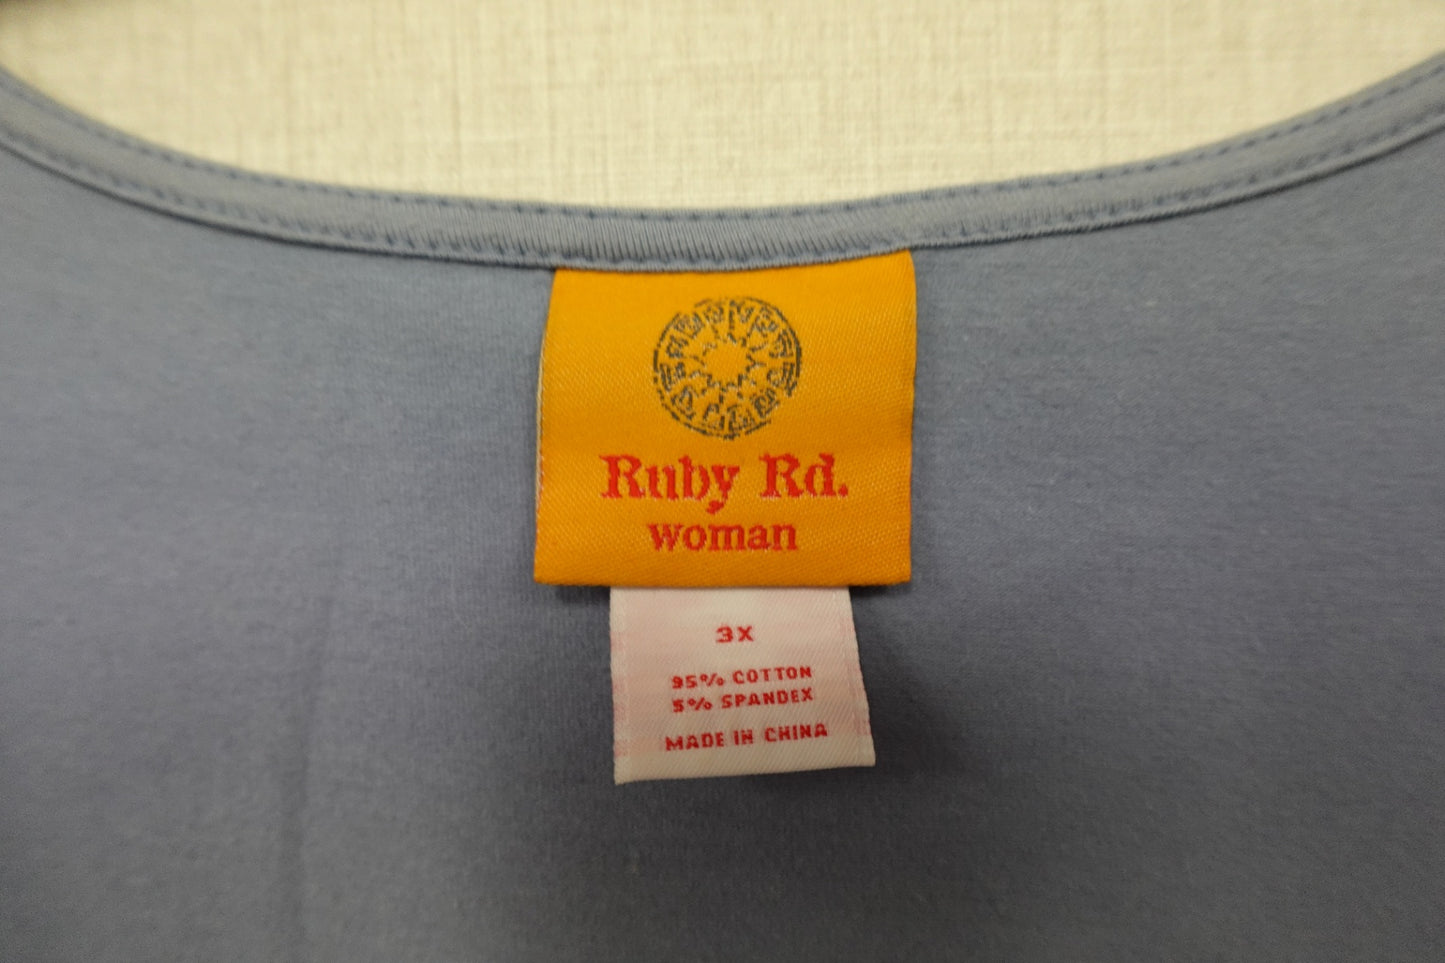 Ruby Rd.
woman
3X
95% COTTON
5% SPANDEX
MADE IN CHINA